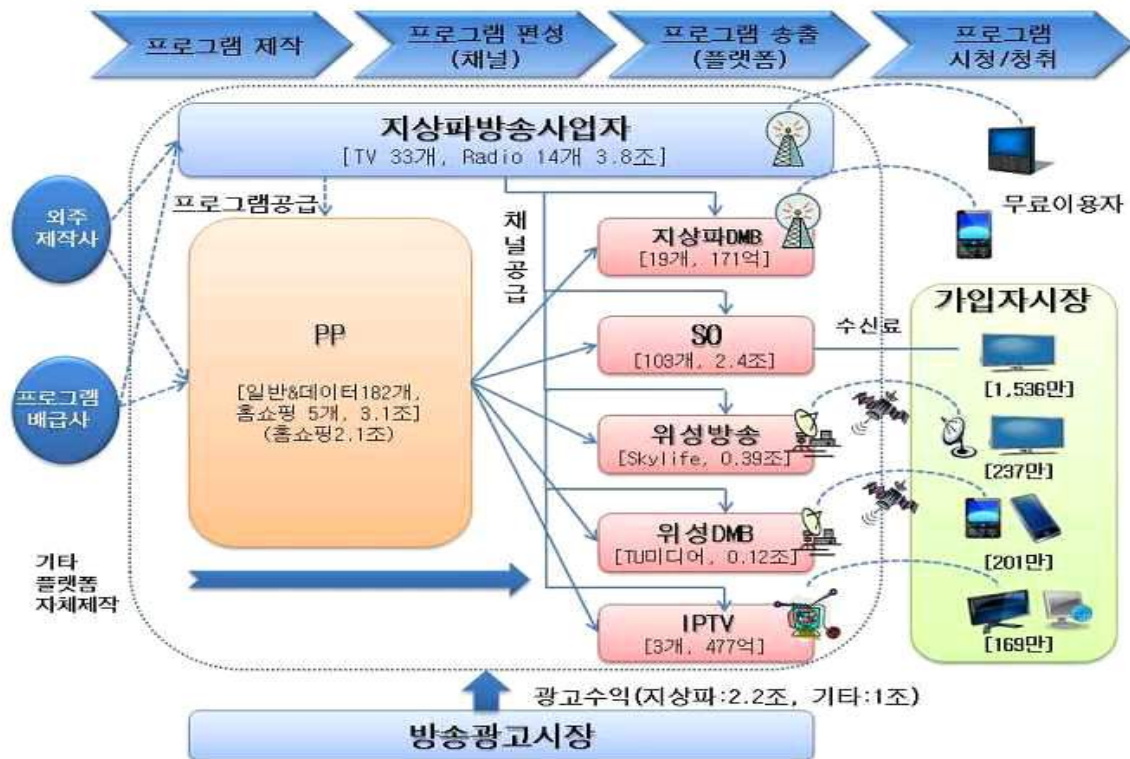 프로그램 제작
프로그램 편성
(채널)
프로그램 송출
(플랫폼)
프로그램
시청/청취
지상파방송사업자
[TV 33개, Radio 14개 3.8조]
외주
제작사
프로그램
배급사
프로그램공급
채널공급
PP
[일반&데이터182개,
홈쇼핑 5개, 3.1조]
(홈쇼핑2.1조)
지상파DMB
[19개, 171억]
SO
[103개, 2.4조]
위성방송
[Skylife, 0.39조]
위성DMB
[TU미디어, 0.12조]
IPTV
[3개, 477억]
무료이용자
수신료
가입자시장
[1,536만]
[237만]
[201만]
[169만]
기타
플랫폼
자체제작
광고수익(지상파:2.2조, 기타:1조)
방송광고시장